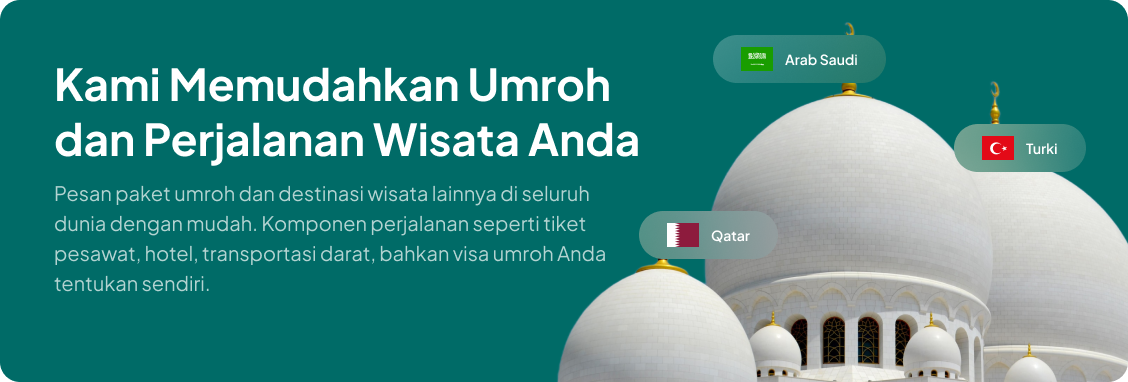 Kami Memudahkan Umroh
dan Perjalanan Wisata Anda
Pesan paket umroh dan destinasi wisata lainnya di seluruh
dunia dengan mudah. Komponen perjalanan seperti tiket
pesawat, hotel, transportasi darat, bahkan visa umroh Anda
tentukan sendiri.
Arab Saudi
Turki
Qatar